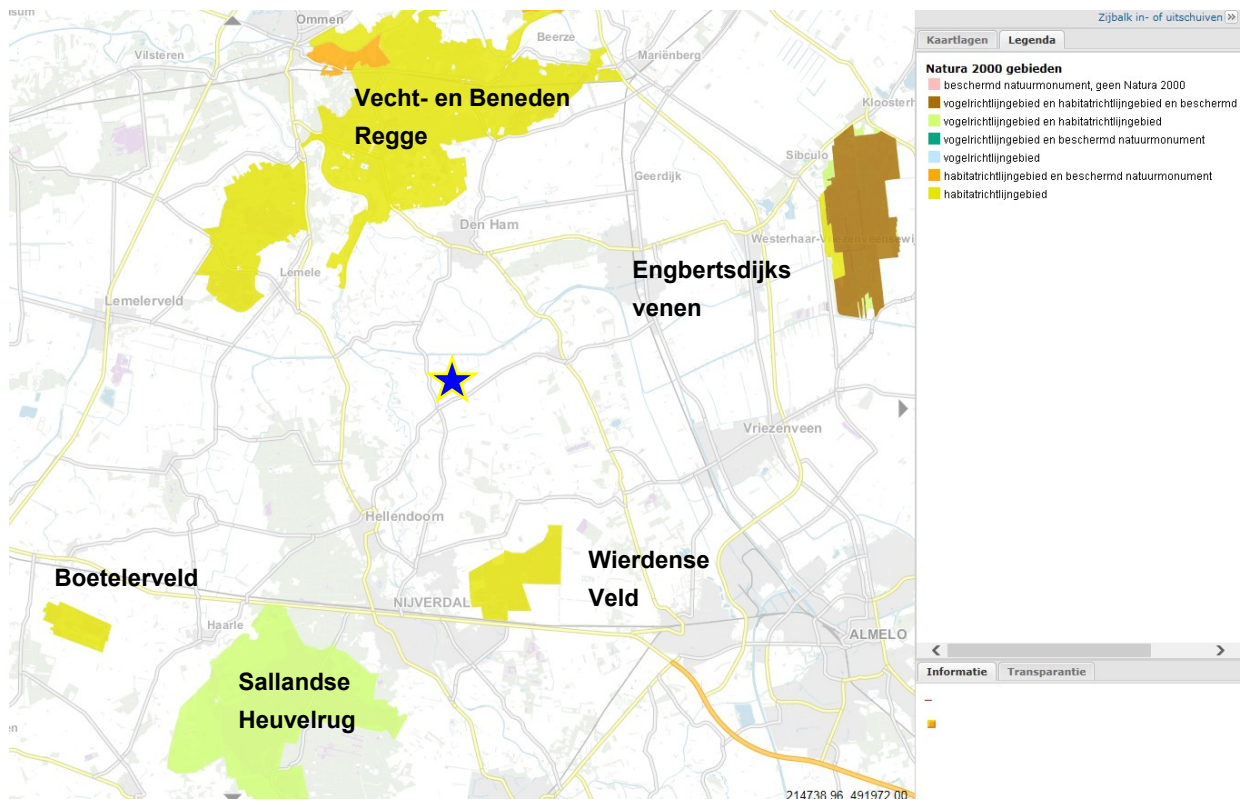 Zijbalk in- of uitschuiven
Kaartlagen
Legenda
Natura 2000 gebieden
beschermd natuurmonument, geen Natura 2000
vogelrichtlijngebied en habitatrichtlijngebied en beschermd
vogelrichtlijngebied en habitatrichtlijngebied
vogelrichtlijngebied en beschermd natuurmonument
vogelrichtlijngebied
habitatrichtlijngebied en beschermd natuurmonument
habitatrichtlijngebied
Informatie
Transparantie
Ommen
Beerze
Vilsteren
Mariënberg
Vecht- en Beneden
Regge
Sibculo
Geerdijk
Den Ham
Lemele
Engbertsdijks
venen
Lemelerveld
Vriezenveen
Hellendoorn
Wierdense
Veld
Boetelerveld
NIJVERDAL
Haarle
ALMELO
Sallandse
Heuvelrug
214738.96, 491972.00